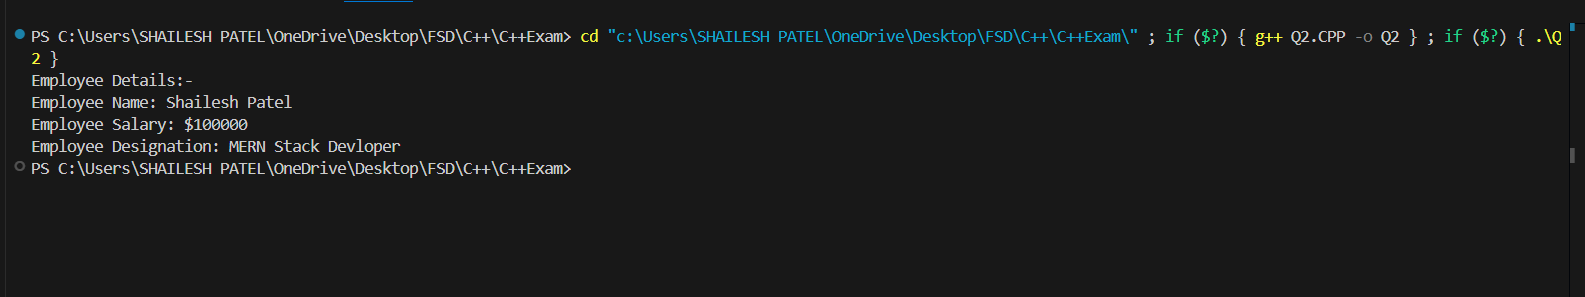 PS C:\Users\SHAILESH PATEL\OneDrive\Desktop\FSD\C++\C++Exam> cd "c:\Users\SHAILESH PATEL\OneDrive\Desktop\FSD\C++\C++Exam\" ; if ($?) { g++ Q2.CPP -o Q2 } ; if ($?) { .\Q
2 }
Employee Details:-
Employee Name: Shailesh Patel
Employee Salary: $100000
Employee Designation: MERN Stack Devloper
PS C:\Users\SHAILESH PATEL\OneDrive\Desktop\FSD\C++\C++Exam>